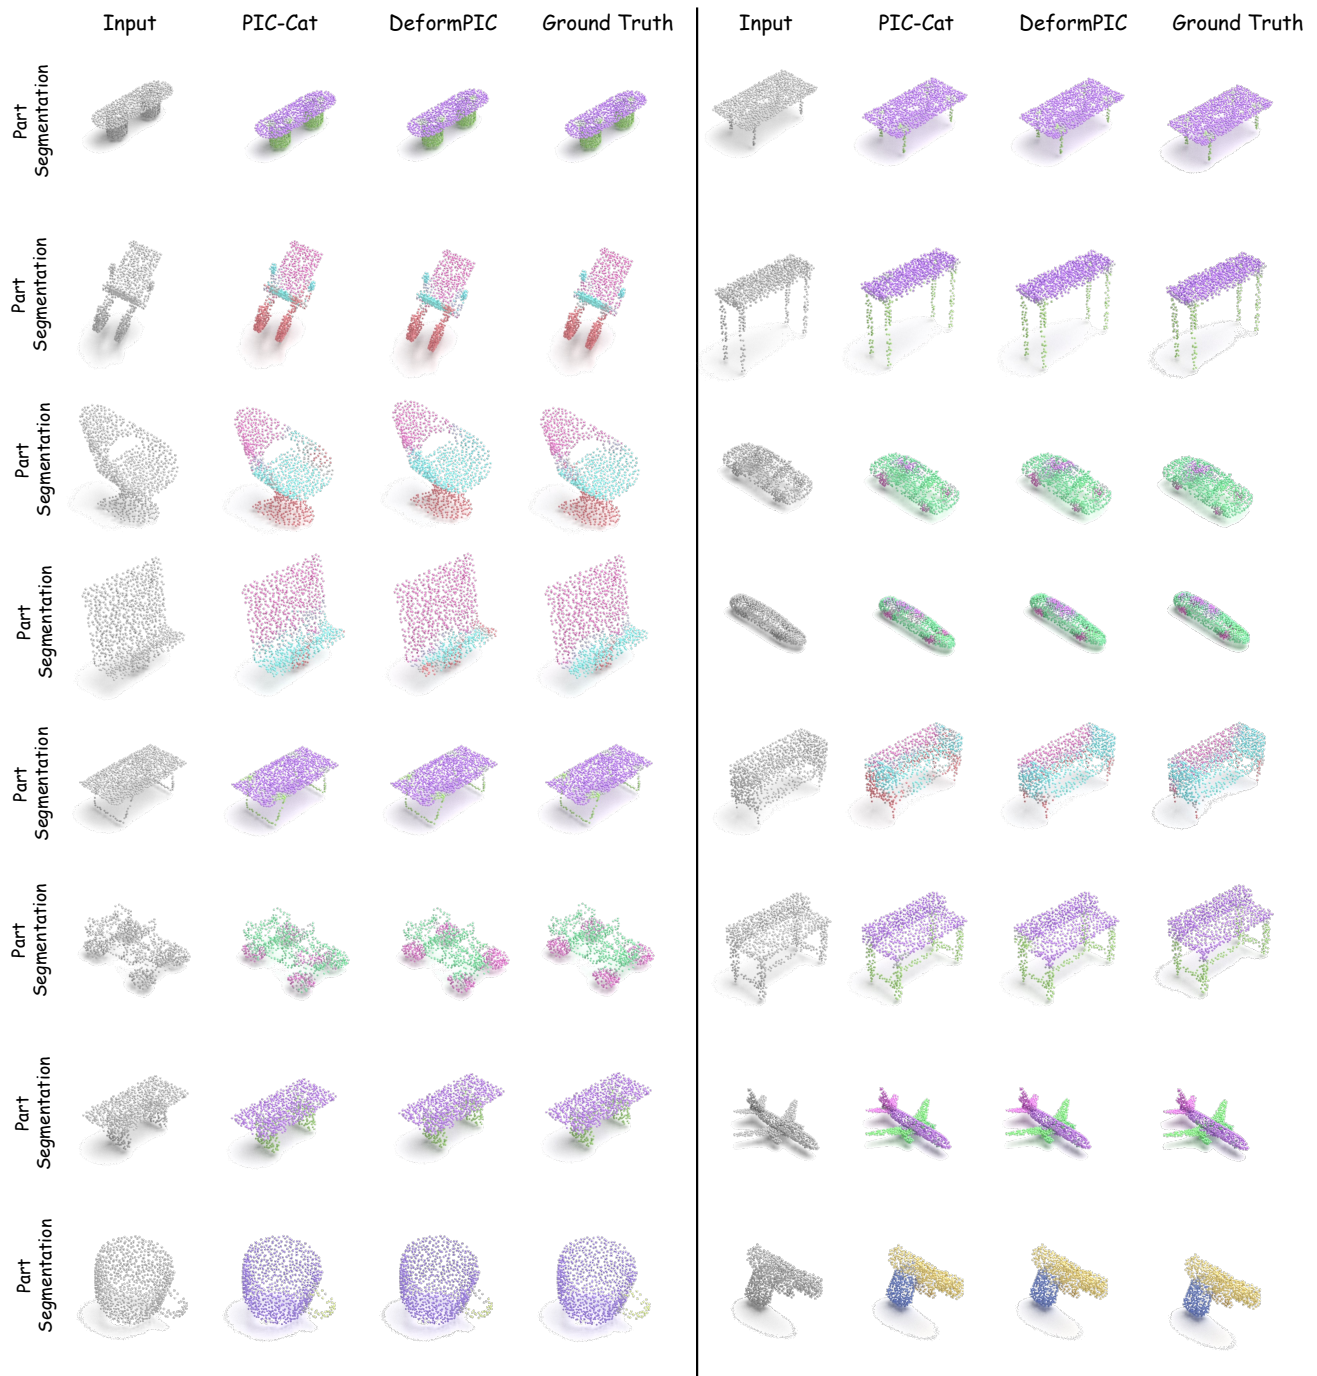 Input PIC-Cat DeformPIC Ground Truth Input PIC-Cat DeformPIC Ground Truth
Part
Segmentation
Part
Segmentation
Part
Segmentation
Part
Segmentation
Part
Segmentation
Part
Segmentation
Part
Segmentation
Part
Segmentation